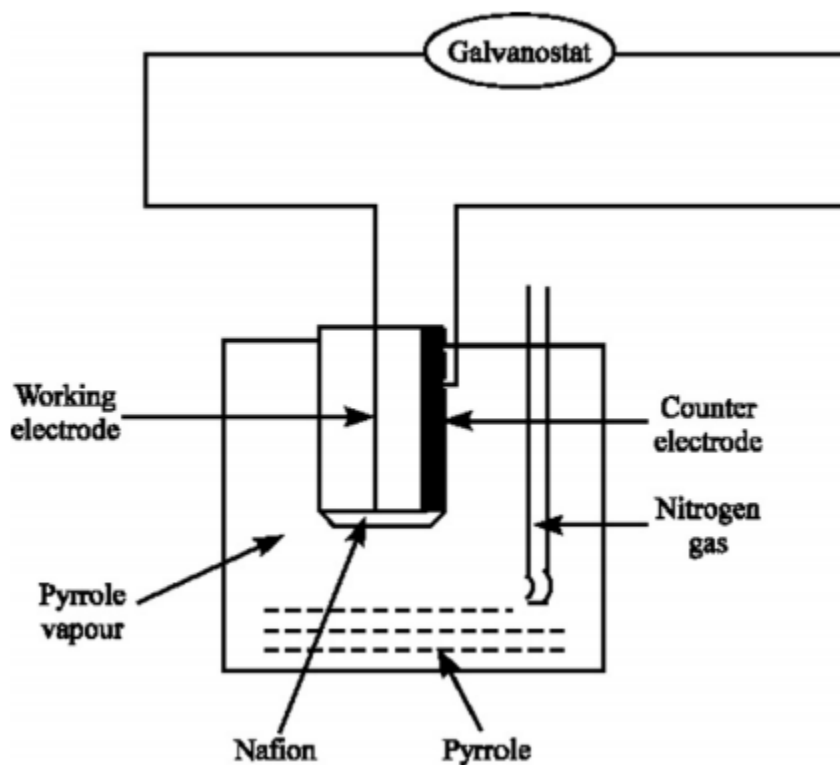 Galvanostat
Working
electrode
Counter
electrode
Nitrogen
gas
Pyrrole
vapour
Nafion
Pyrrole